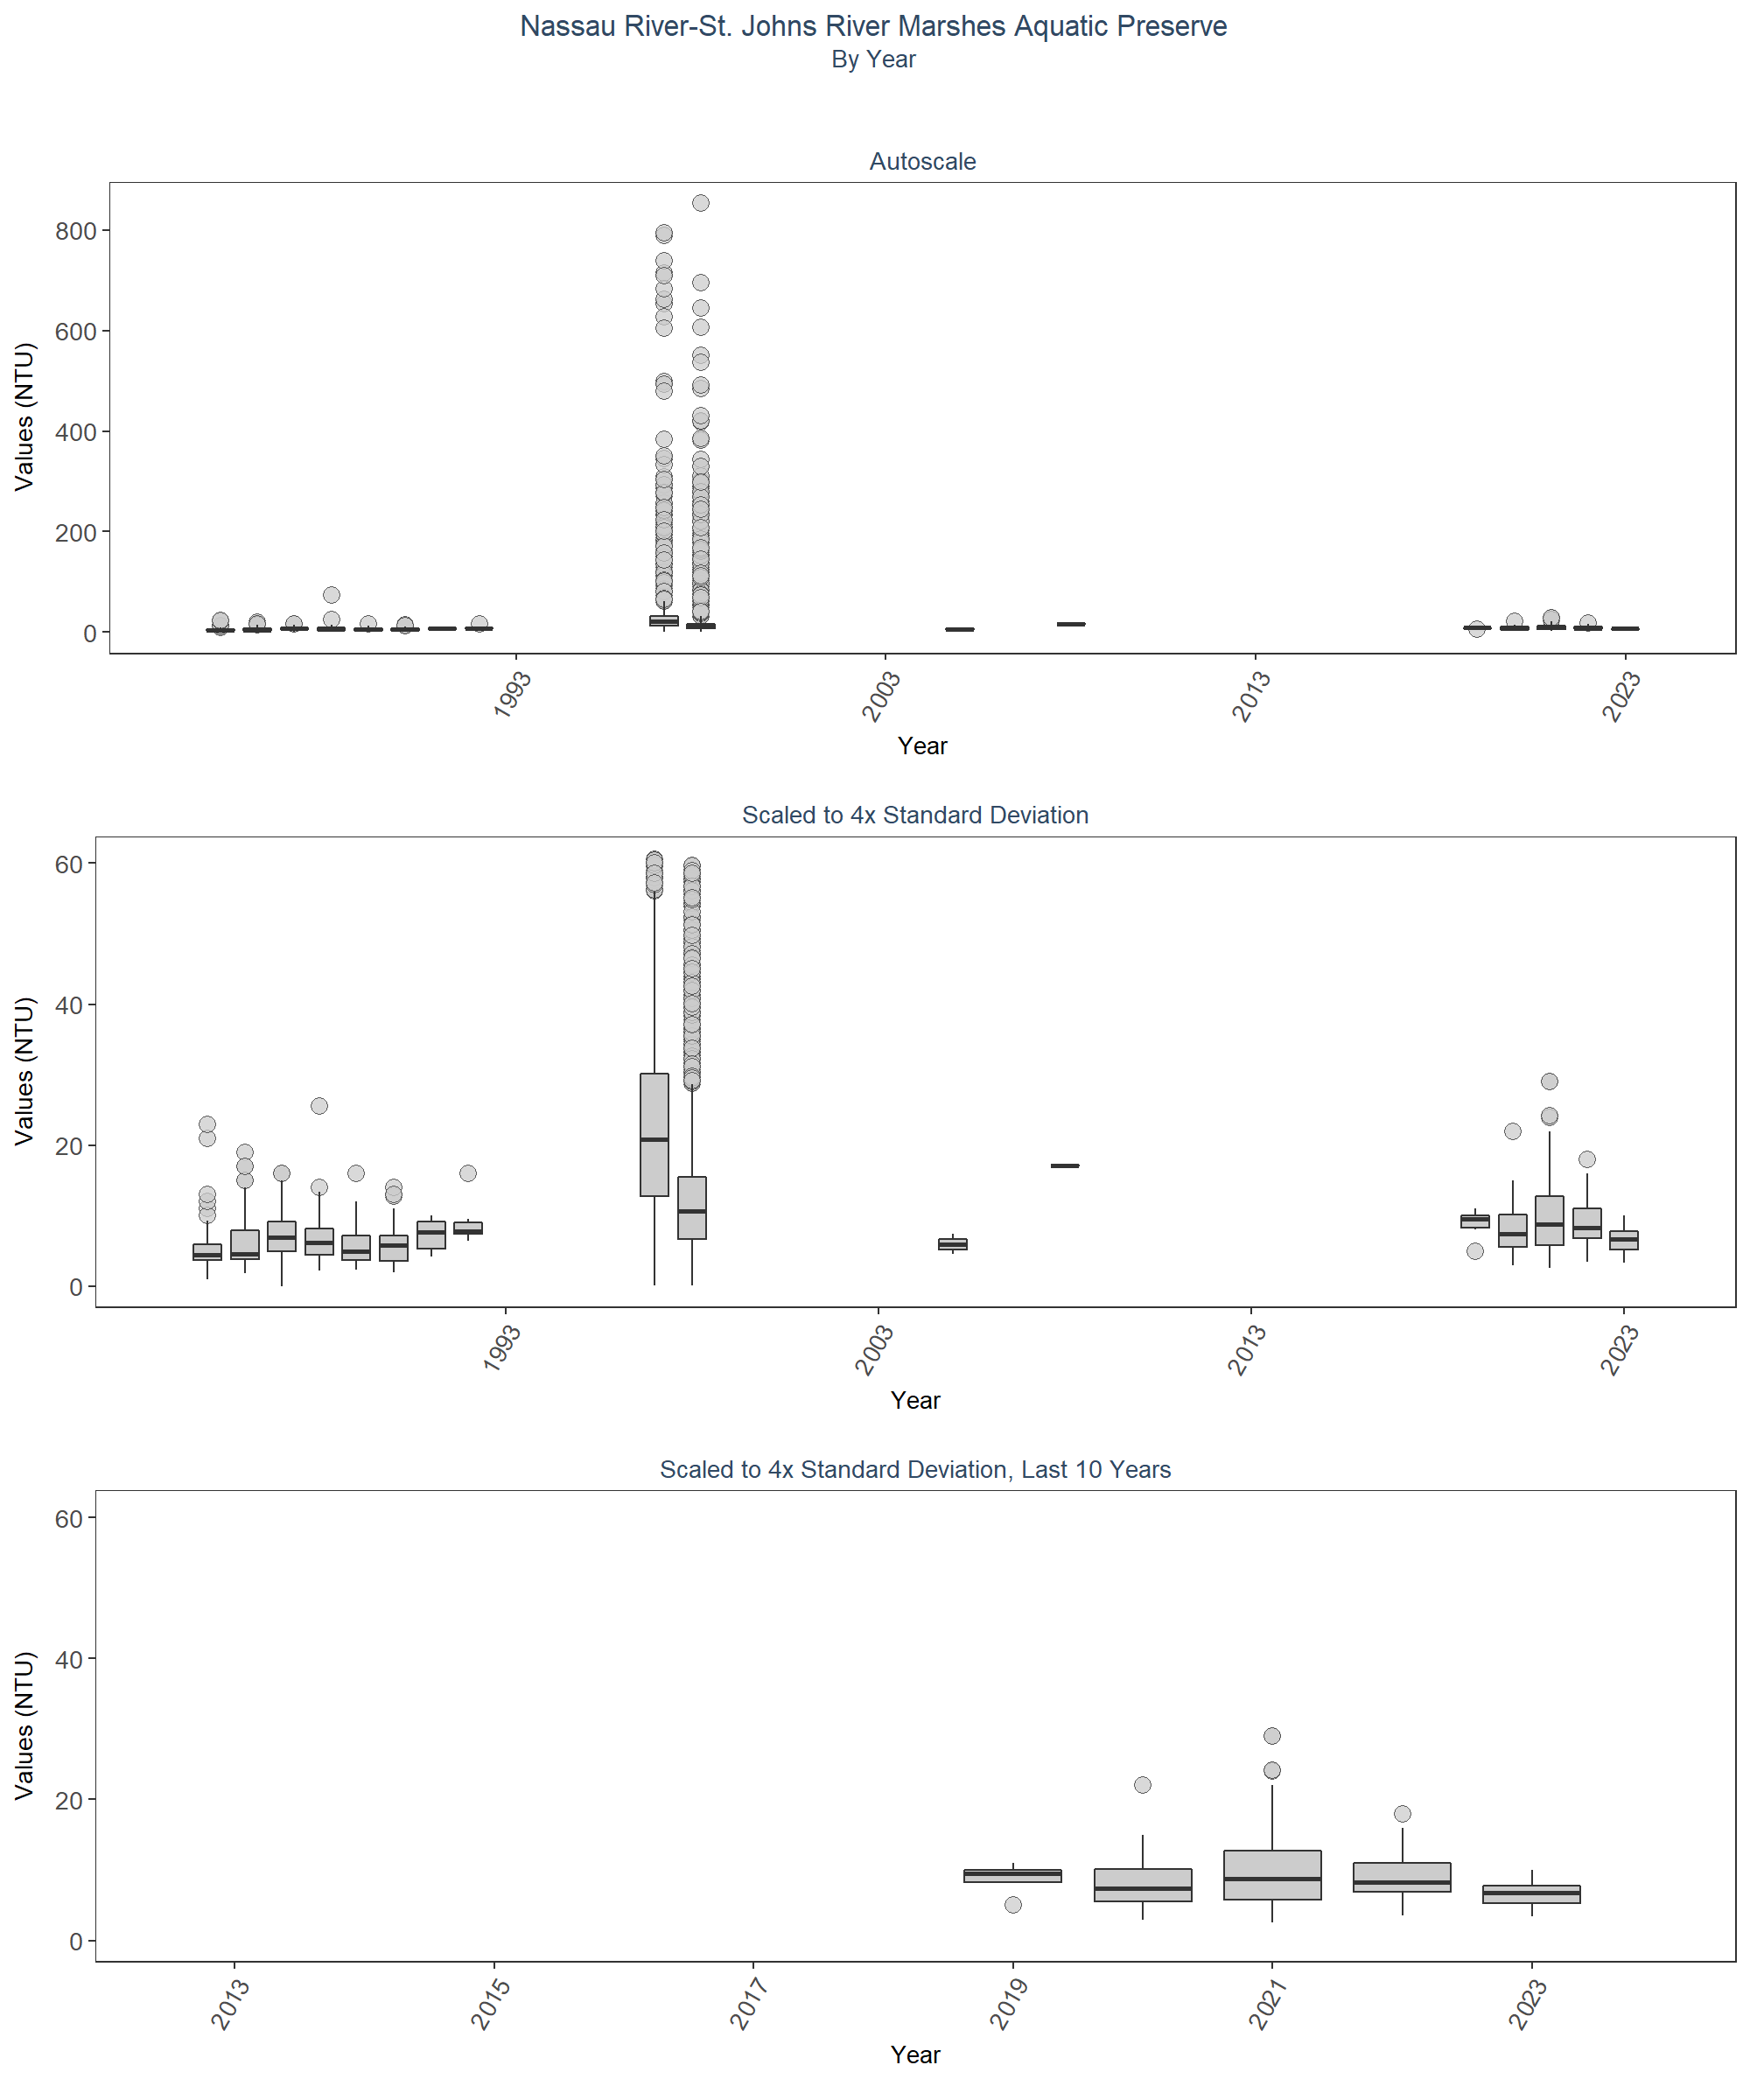 Nassau River-St. Johns River Marshes Aquatic Preserve
By Year
Autoscale
Values (NTU)
800
600
400
200
0
1993
2003
2013
2023
Year
Scaled to 4x Standard Deviation
Values (NTU)
60
40
20
0
1993
2003
2013
2023
Year
Scaled to 4x Standard Deviation, Last 10 Years
Values (NTU)
60
40
20
0
2013
2015
2017
2019
2021
2023
Year